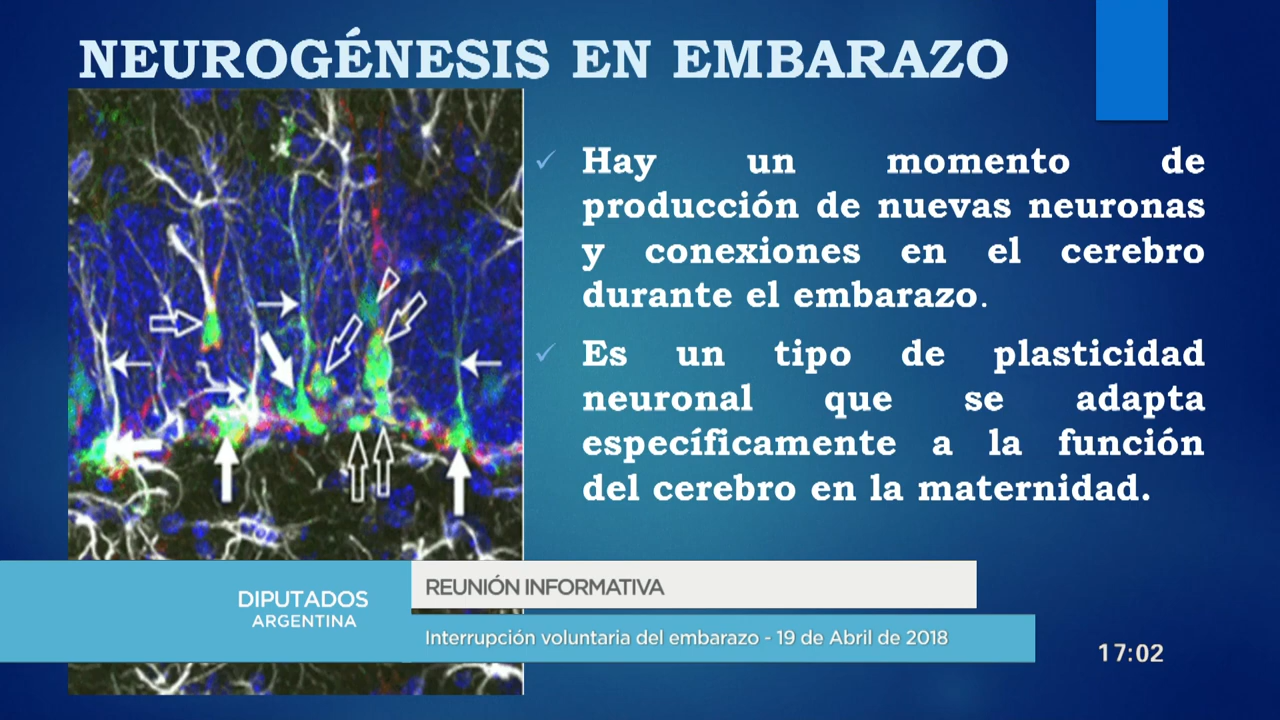 NEUROGÉNESIS EN EMBARAZO
Hay un momento de
producción de nuevas neuronas
y conexiones en el cerebro
durante el embarazo.
Es un tipo de plasticidad
neuronal que se adapta
específicamente a la función
del cerebro en la maternidad.
DIPUTADOS
ARGENTINA
REUNIÓN INFORMATIVA
Interrupción voluntaria del embarazo - 19 de Abril de 2018
17:02